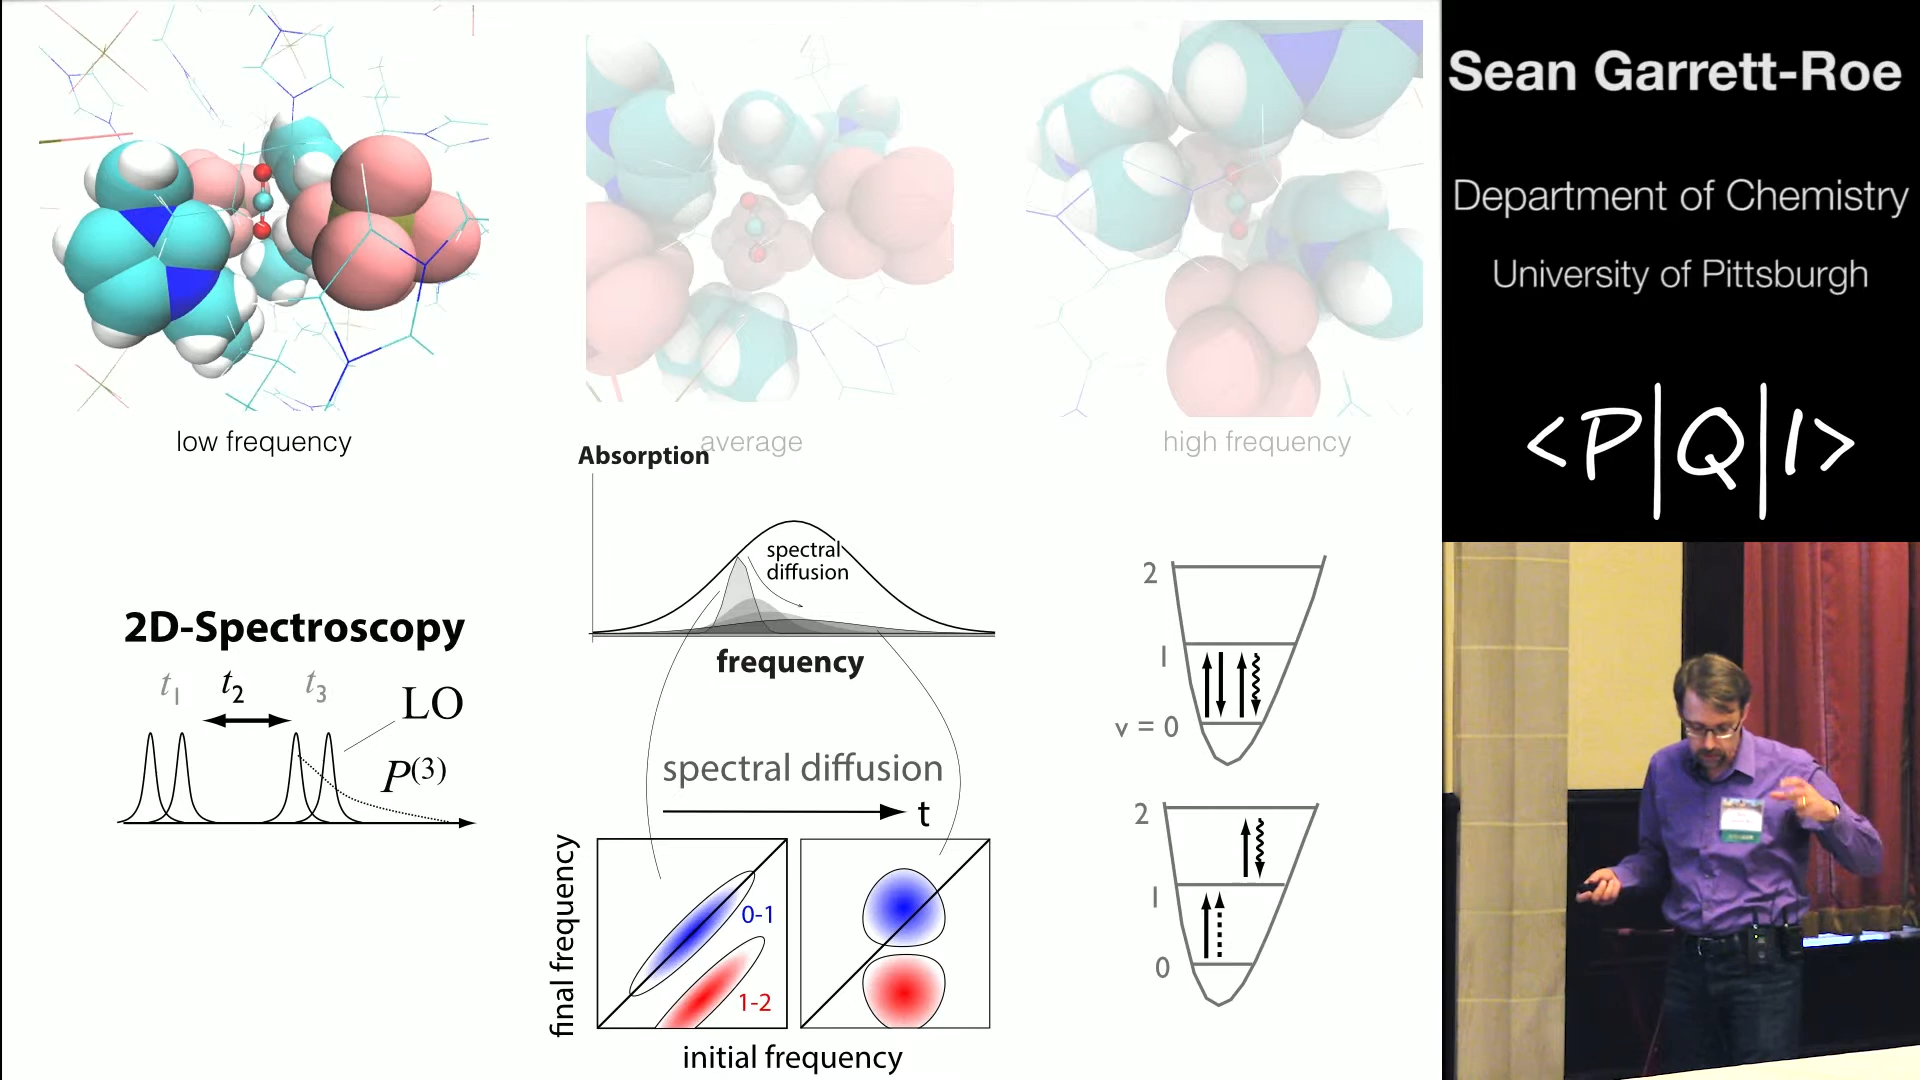 Sean Garrett-Roe
Department of Chemistry
University of Pittsburgh
<P|Q|I>
low frequency
average
high frequency
Absorption
spectral
diffusion
frequency
2D-Spectroscopy
t₁ t₂ t₃
LO
P⁽³⁾
spectral diffusion
t
final frequency
0-1
1-2
initial frequency
2
1
v = 0
2
1
0